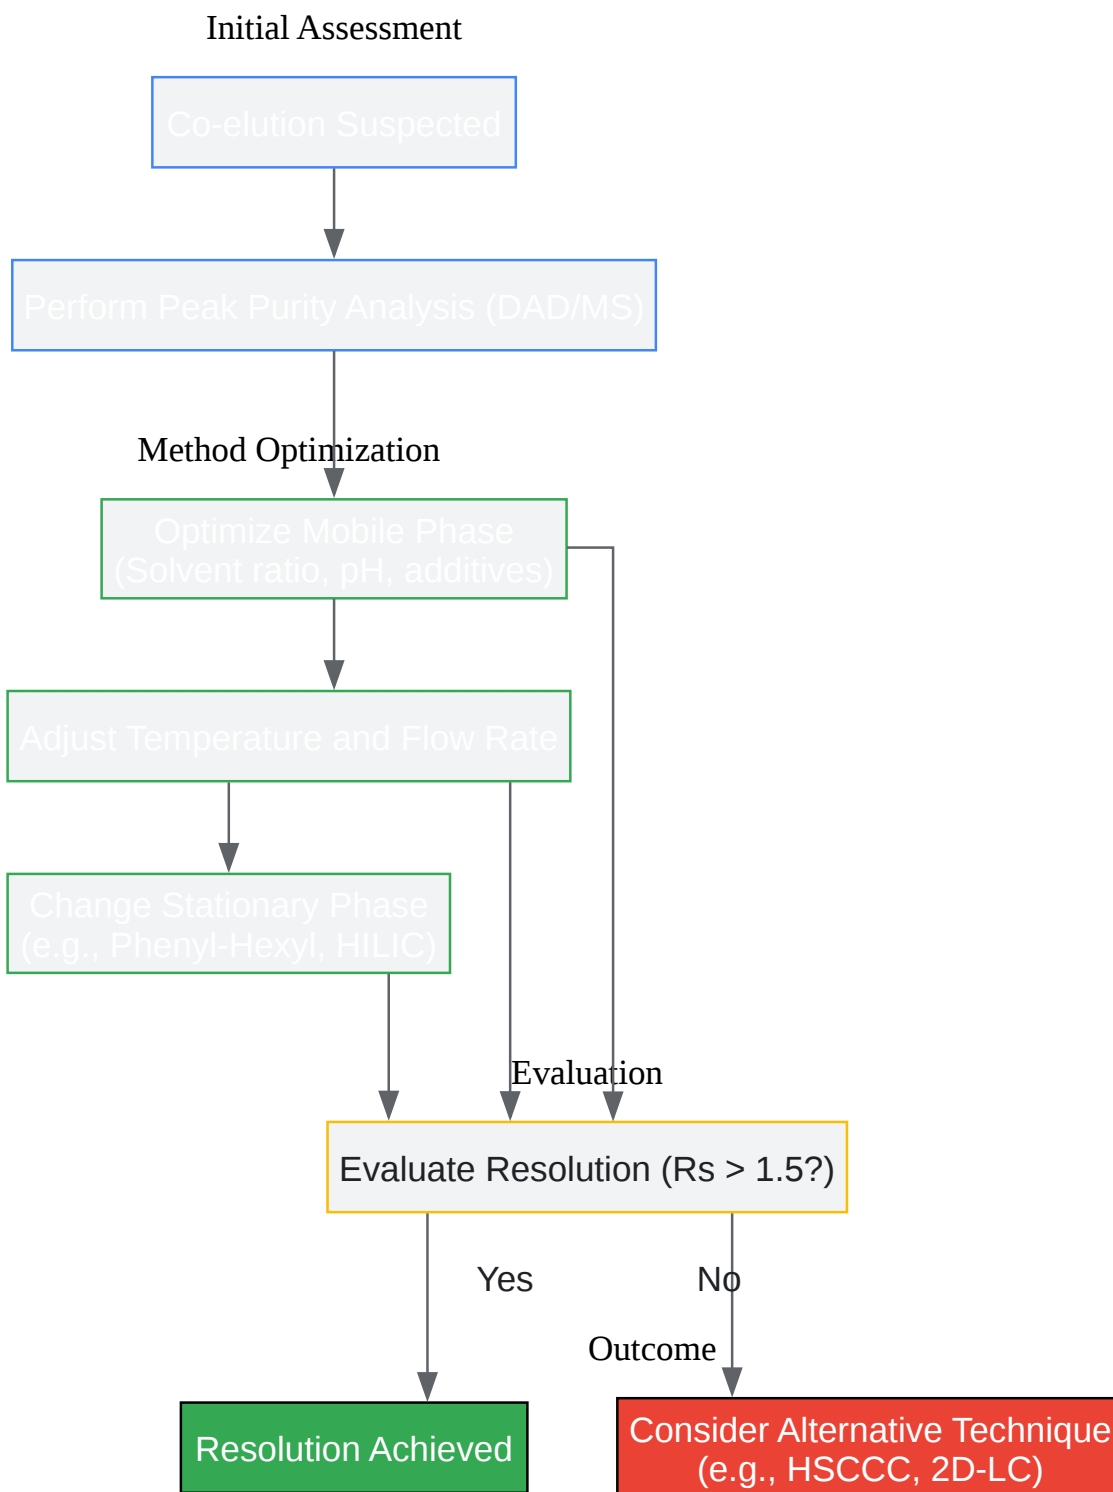 Initial Assessment
Co-elution Suspected
Perform Peak Purity Analysis (DAD/MS)
Method Optimization
Optimize Mobile Phase
(Solvent ratio, pH, additives)
Adjust Temperature and Flow Rate
Change Stationary Phase
(e.g., Phenyl-Hexyl, HILIC)
Evaluation
Evaluate Resolution (Rs > 1.5?)
Yes
No
Outcome
Resolution Achieved
Consider Alternative Technique
(e.g., HSCCC, 2D-LC)